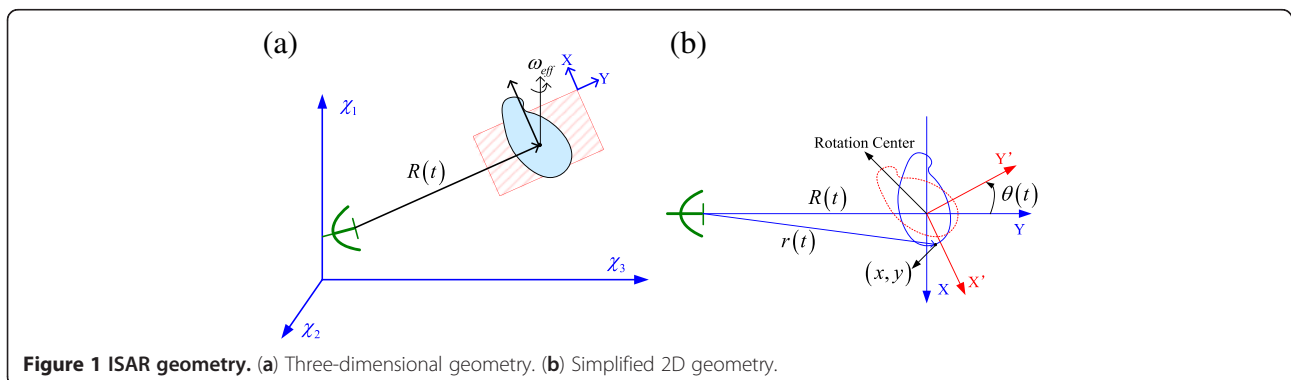 (a)
(b)
X
Y
ω_eff
χ₁
R(t)
χ₃
χ₂
Rotation Center
Y'
θ(t)
R(t)
Y
r(t)
(x, y)
X
X'
Figure 1 ISAR geometry. (a) Three-dimensional geometry. (b) Simplified 2D geometry.